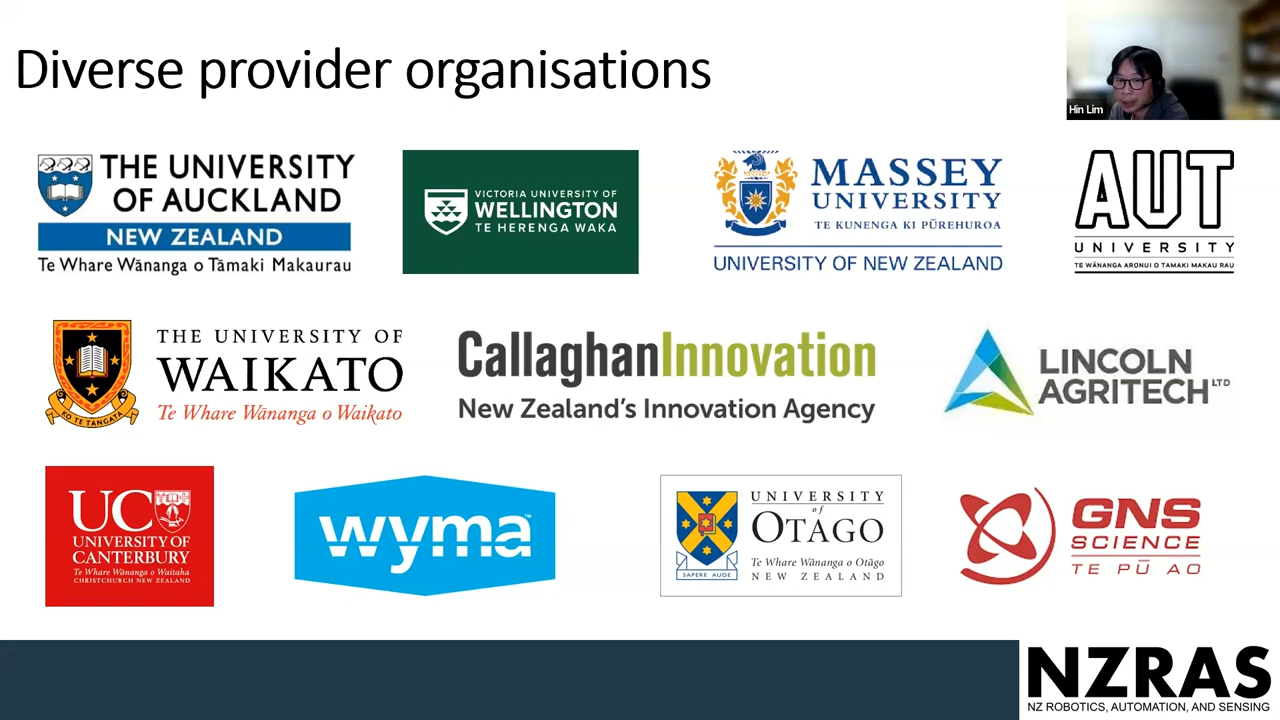 Diverse provider organisations
Hin Lim
THE UNIVERSITY
OF AUCKLAND
NEW ZEALAND
Te Whare Wānanga o Tāmaki Makaurau
VICTORIA UNIVERSITY OF
WELLINGTON
TE HERENGA WAKA
MASSEY
UNIVERSITY
TE KUNENGA KI PŪREHUROA
UNIVERSITY OF NEW ZEALAND
AUT
UNIVERSITY
TE WĀNANGA ARONUI O TAMAKI MAKAU RAU
KO TE TANGATA
THE UNIVERSITY OF
WAIKATO
Te Whare Wānanga o Waikato
CallaghanInnovation
New Zealand's Innovation Agency
LINCOLN
AGRITECH LTD
UC
UNIVERSITY OF
CANTERBURY
Te Whare Wānanga o Waitaha
CHRISTCHURCH NEW ZEALAND
wyma™
SAPERE AUDE
UNIVERSITY
of
OTAGO
Te Whare Wānanga o Otāgo
NEW ZEALAND
GNS
SCIENCE
TE PŪ AO
NZRAS
NZ ROBOTICS, AUTOMATION, AND SENSING